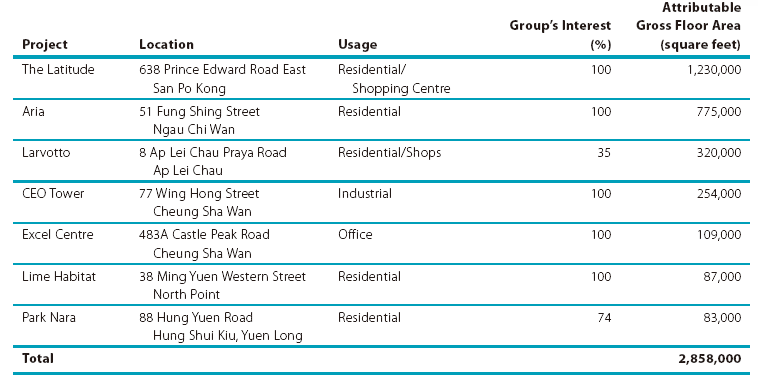 Attributable
Group's Interest Gross Floor Area
Project Location Usage (%) (square feet)
The Latitude 638 Prince Edward Road East Residential/ 100 1,230,000
San Po Kong Shopping Centre
Aria 51 Fung Shing Street Residential 100 775,000
Ngau Chi Wan
Larvotto 8 Ap Lei Chau Praya Road Residential/Shops 35 320,000
Ap Lei Chau
CEO Tower 77 Wing Hong Street Industrial 100 254,000
Cheung Sha Wan
Excel Centre 483A Castle Peak Road Office 100 109,000
Cheung Sha Wan
Lime Habitat 38 Ming Yuen Western Street Residential 100 87,000
North Point
Park Nara 88 Hung Yuen Road Residential 74 83,000
Hung Shui Kiu, Yuen Long
Total 2,858,000